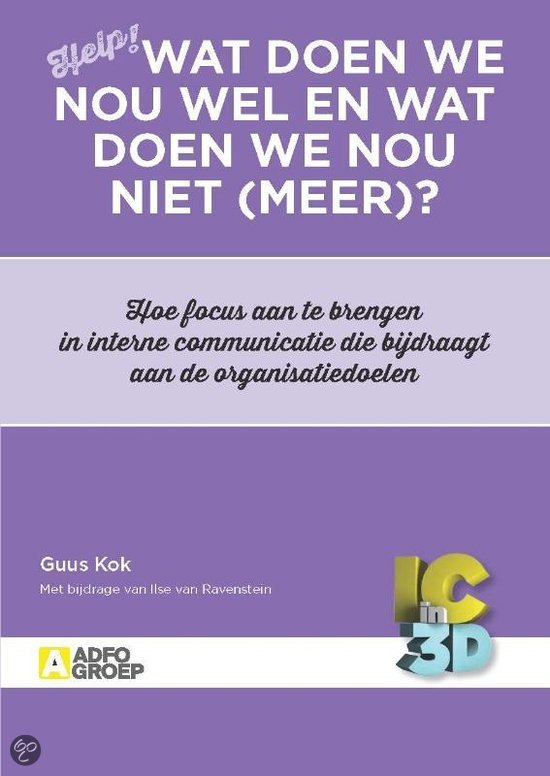 Help! WAT DOEN WE
NOU WEL EN WAT
DOEN WE NOU
NIET (MEER)?
Hoe focus aan te brengen
in interne communicatie die bijdraagt
aan de organisatiedoelen
Guus Kok
Met bijdrage van Ilse van Ravenstein
IC
in
3D
A ADFO
GROEP